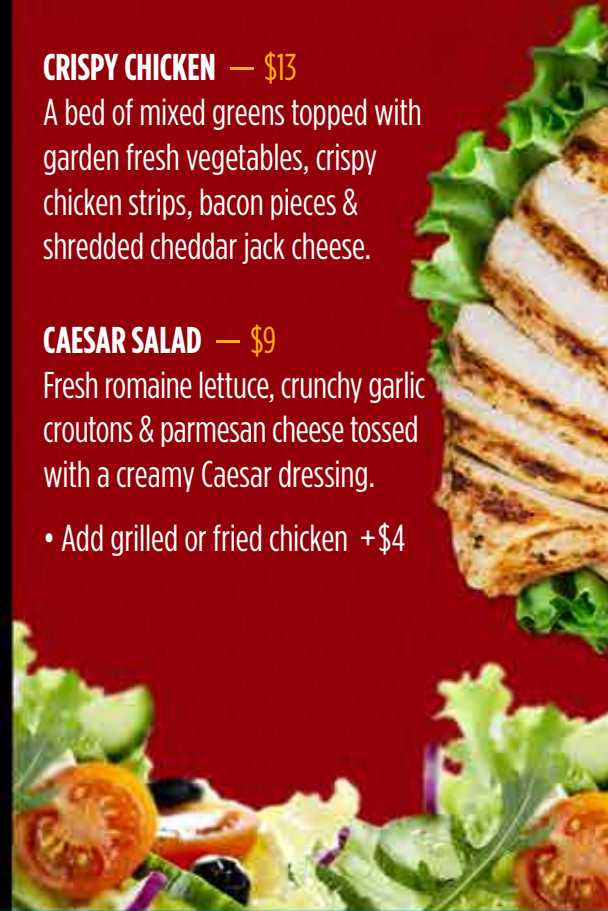 CRISPY CHICKEN — $13
A bed of mixed greens topped with
garden fresh vegetables, crispy
chicken strips, bacon pieces &
shredded cheddar jack cheese.
CAESAR SALAD — $9
Fresh romaine lettuce, crunchy garlic
croutons & parmesan cheese tossed
with a creamy Caesar dressing.
• Add grilled or fried chicken +$4